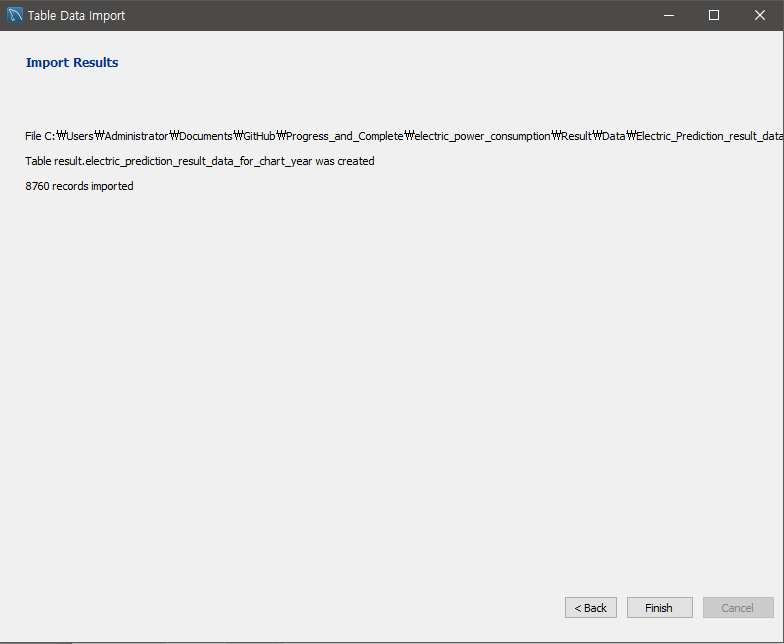 Table Data Import
Import Results
File C:₩Users₩Administrator₩Documents₩GitHub₩Progress_and_Complete₩electric_power_consumption₩Result₩Data₩Electric_Prediction_result_data
Table result.electric_prediction_result_data_for_chart_year was created
8760 records imported
< Back Finish Cancel